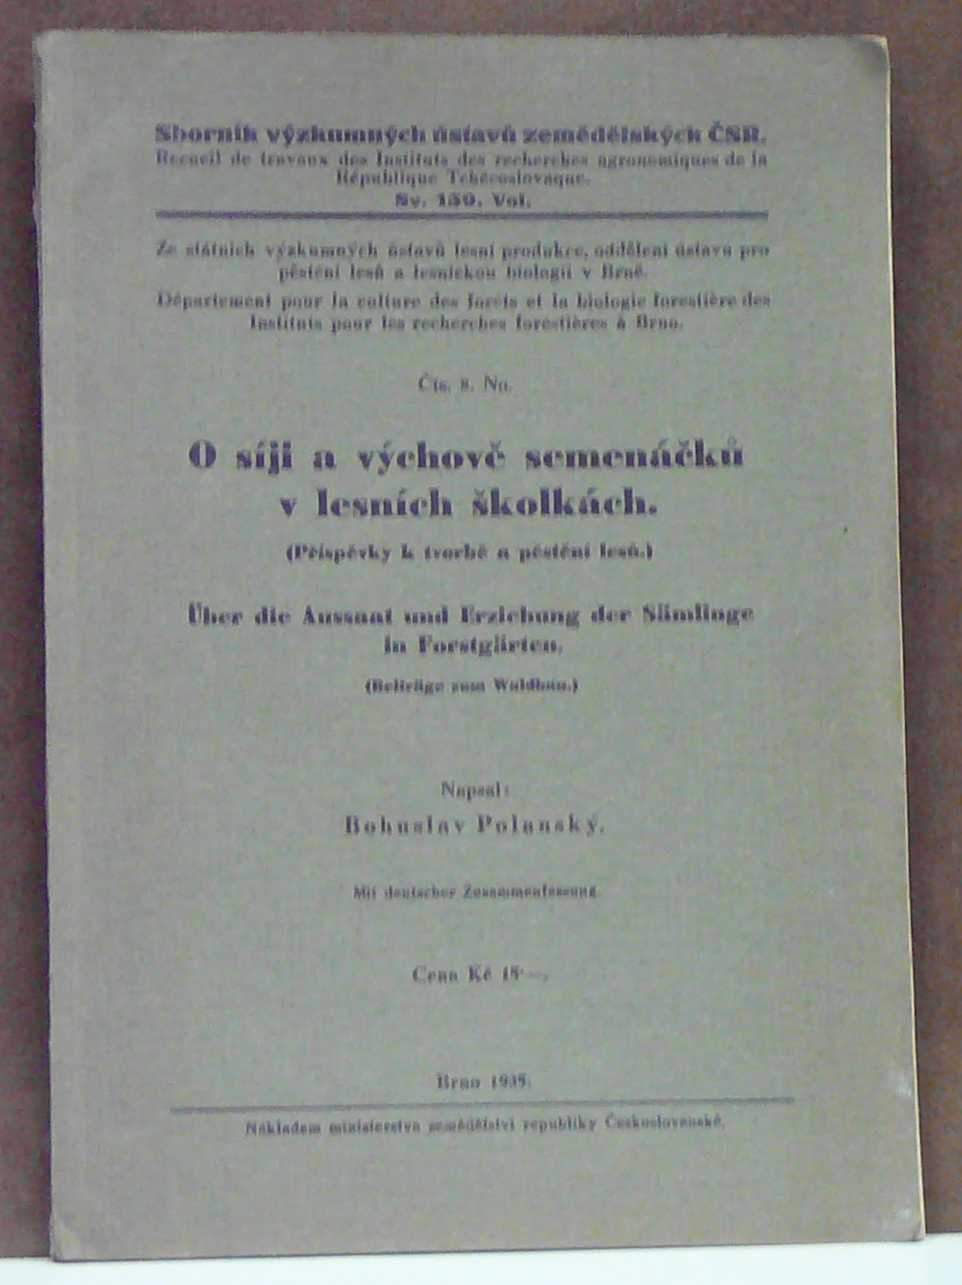 Sborník výzkumných ústavů zemědělských ČSR.
Recueil de travaux des Instituts des recherches agronomiques de la
République Tchécoslovaque.
Sv. 139. Vol.
Ze státních výzkumných ústavů lesní produkce, oddělení ústavu pro
pěstění lesů a lesnickou biologii v Brně.
Département pour la culture des forêts et la biologie forestière des
Instituts pour les recherches forestières à Brno.
Čís. 8. No.
O síji a výchově semenáčků
v lesních školkách.
(Příspěvky k tvorbě a pěstění lesů.)
Über die Aussaat und Erziehung der Sämlinge
in Forstgärten.
(Beiträge zum Waldbau.)
Napsal:
Bohuslav Polanský.
Mit deutscher Zusammenfassung
Cena Kč 18·—.
Brno 1935.
Nákladem ministerstva zemědělství republiky Československé.